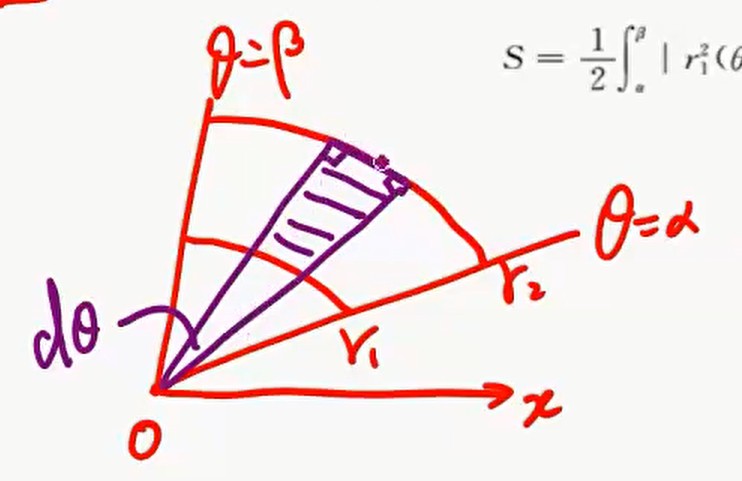 θ=β
S = 1/2 ∫_α^β | r₁²(θ
θ=α
r₂
dθ
r₁
x
O